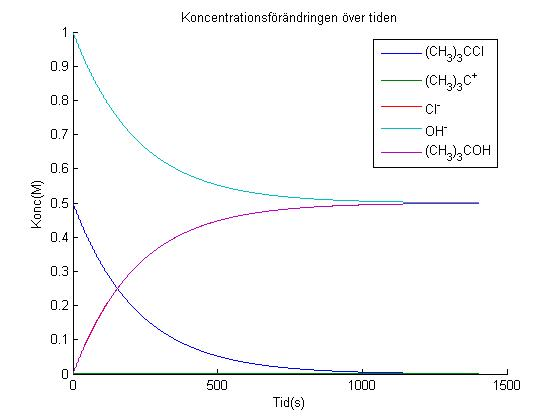 Koncentrationsförändringen över tiden
1
0.9
0.8
0.7
0.6
0.5
0.4
0.3
0.2
0.1
0
Konc(M)
(CH3)3CCl
(CH3)3C+
Cl-
OH-
(CH3)3COH
0
500
1000
1500
Tid(s)